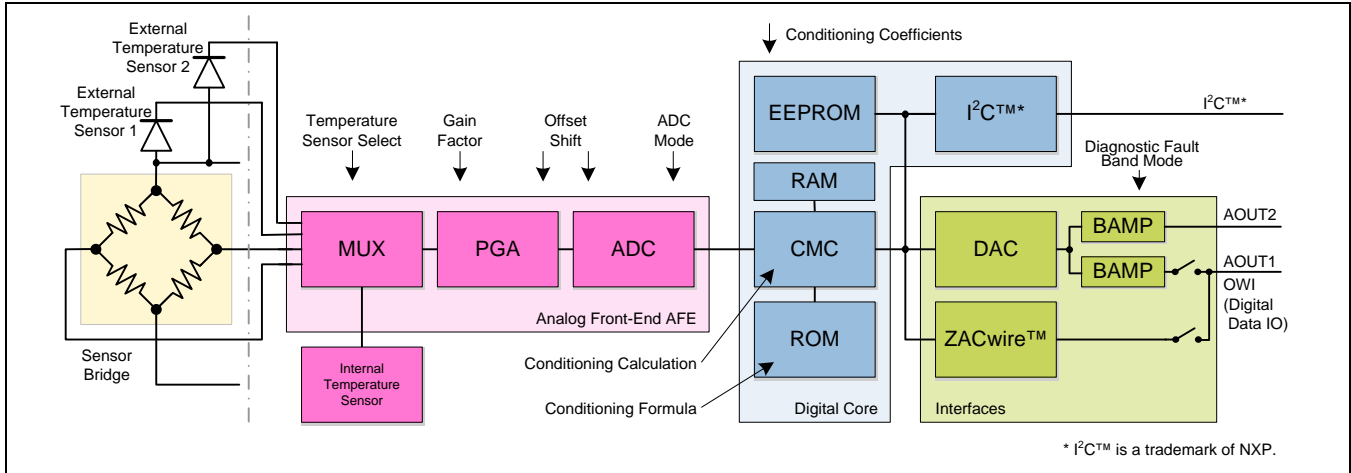 External
Temperature
Sensor 2
External
Temperature
Sensor 1
Temperature
Sensor Select
Gain
Factor
Offset
Shift
ADC
Mode
Conditioning Coefficients
EEPROM
I²C™*
I²C™*
Diagnostic Fault
Band Mode
RAM
MUX
PGA
ADC
CMC
DAC
BAMP
BAMP
AOUT2
AOUT1
OWI
(Digital
Data IO)
Analog Front-End AFE
Sensor
Bridge
Internal
Temperature
Sensor
Conditioning Calculation
ROM
ZACwire™
Conditioning Formula
Digital Core
Interfaces
* I²C™ is a trademark of NXP.